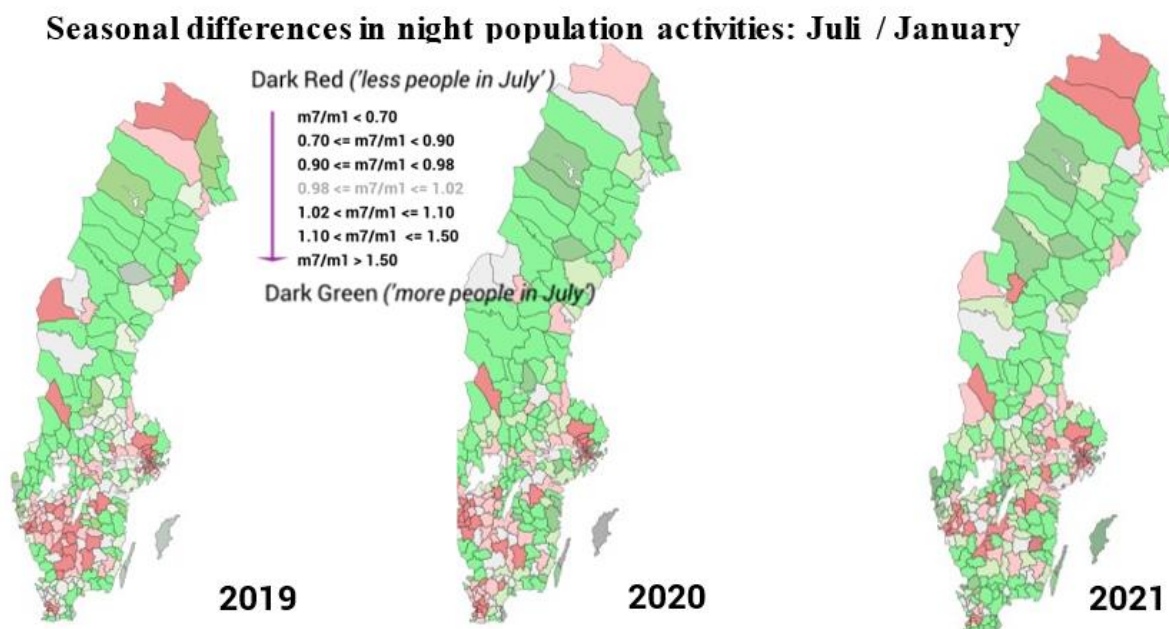 Seasonal differences in night population activities: Juli / January
Dark Red ('less people in July')
m7/m1 < 0.70
0.70 <= m7/m1 < 0.90
0.90 <= m7/m1 < 0.98
0.98 <= m7/m1 <= 1.02
1.02 < m7/m1 <= 1.10
1.10 < m7/m1 <= 1.50
m7/m1 > 1.50
Dark Green ('more people in July')
2019
2020
2021